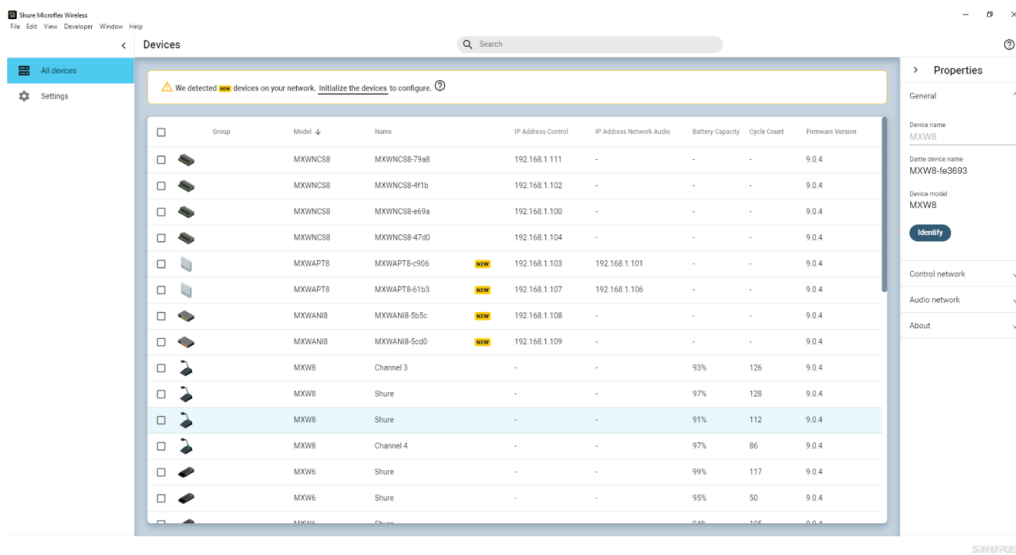 Shure Microflex Wireless
File Edit View Developer Window Help
Devices
Search
All devices
Settings
We detected NEW devices on your network. Initialize the devices to configure.
Group Model Name IP Address Control IP Address Network Audio Battery Capacity Cycle Count Firmware Version
MXWNCS8 MXWNCS8-79a8 192.168.1.111 - - - 9.0.4
MXWNCS8 MXWNCS8-4f1b 192.168.1.102 - - - 9.0.4
MXWNCS8 MXWNCS8-e69a 192.168.1.100 - - - 9.0.4
MXWNCS8 MXWNCS8-47d0 192.168.1.104 - - - 9.0.4
MXWAPT8 MXWAPT8-c906 NEW 192.168.1.103 192.168.1.101 - - 9.0.4
MXWAPT8 MXWAPT8-61b3 NEW 192.168.1.107 192.168.1.106 - - 9.0.4
MXWANI8 MXWANI8-5b5c NEW 192.168.1.108 - - - 9.0.4
MXWANI8 MXWANI8-5cd0 NEW 192.168.1.109 - - - 9.0.4
MXW8 Channel 3 - - 93% 126 9.0.4
MXW8 Shure - - 97% 128 9.0.4
MXW8 Shure - - 91% 112 9.0.4
MXW8 Channel 4 - - 97% 86 9.0.4
MXW6 Shure - - 99% 117 9.0.4
MXW6 Shure - - 95% 50 9.0.4
Properties
General
Device name
MXW8
Dante device name
MXW8-fe3693
Device model
MXW8
Identify
Control network
Audio network
About
SHURE